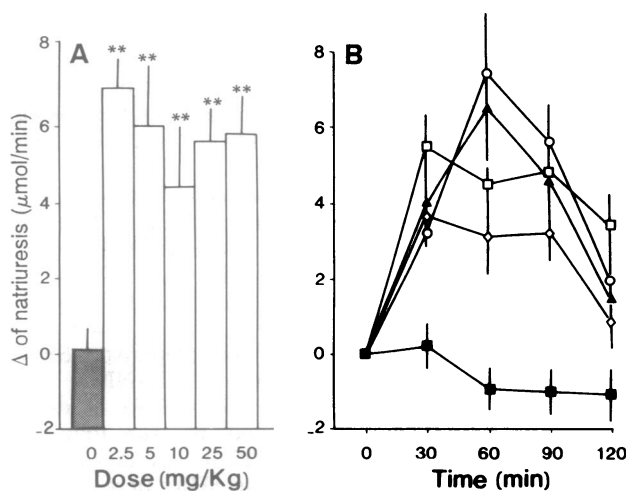 A
Δ of natriuresis (μmol/min)
8
6
4
2
0
-2
** ** ** ** **
0 2.5 5 10 25 50
Dose (mg/Kg)
B
8
6
4
2
0
-2
0 30 60 90 120
Time (min)